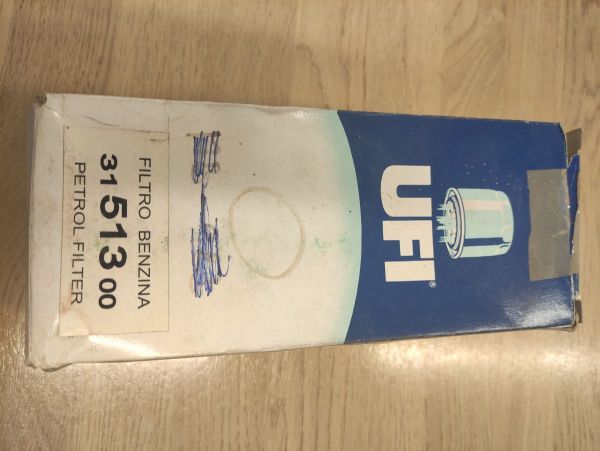 UFI®
FILTRO BENZINA
31 513 00
PETROL FILTER